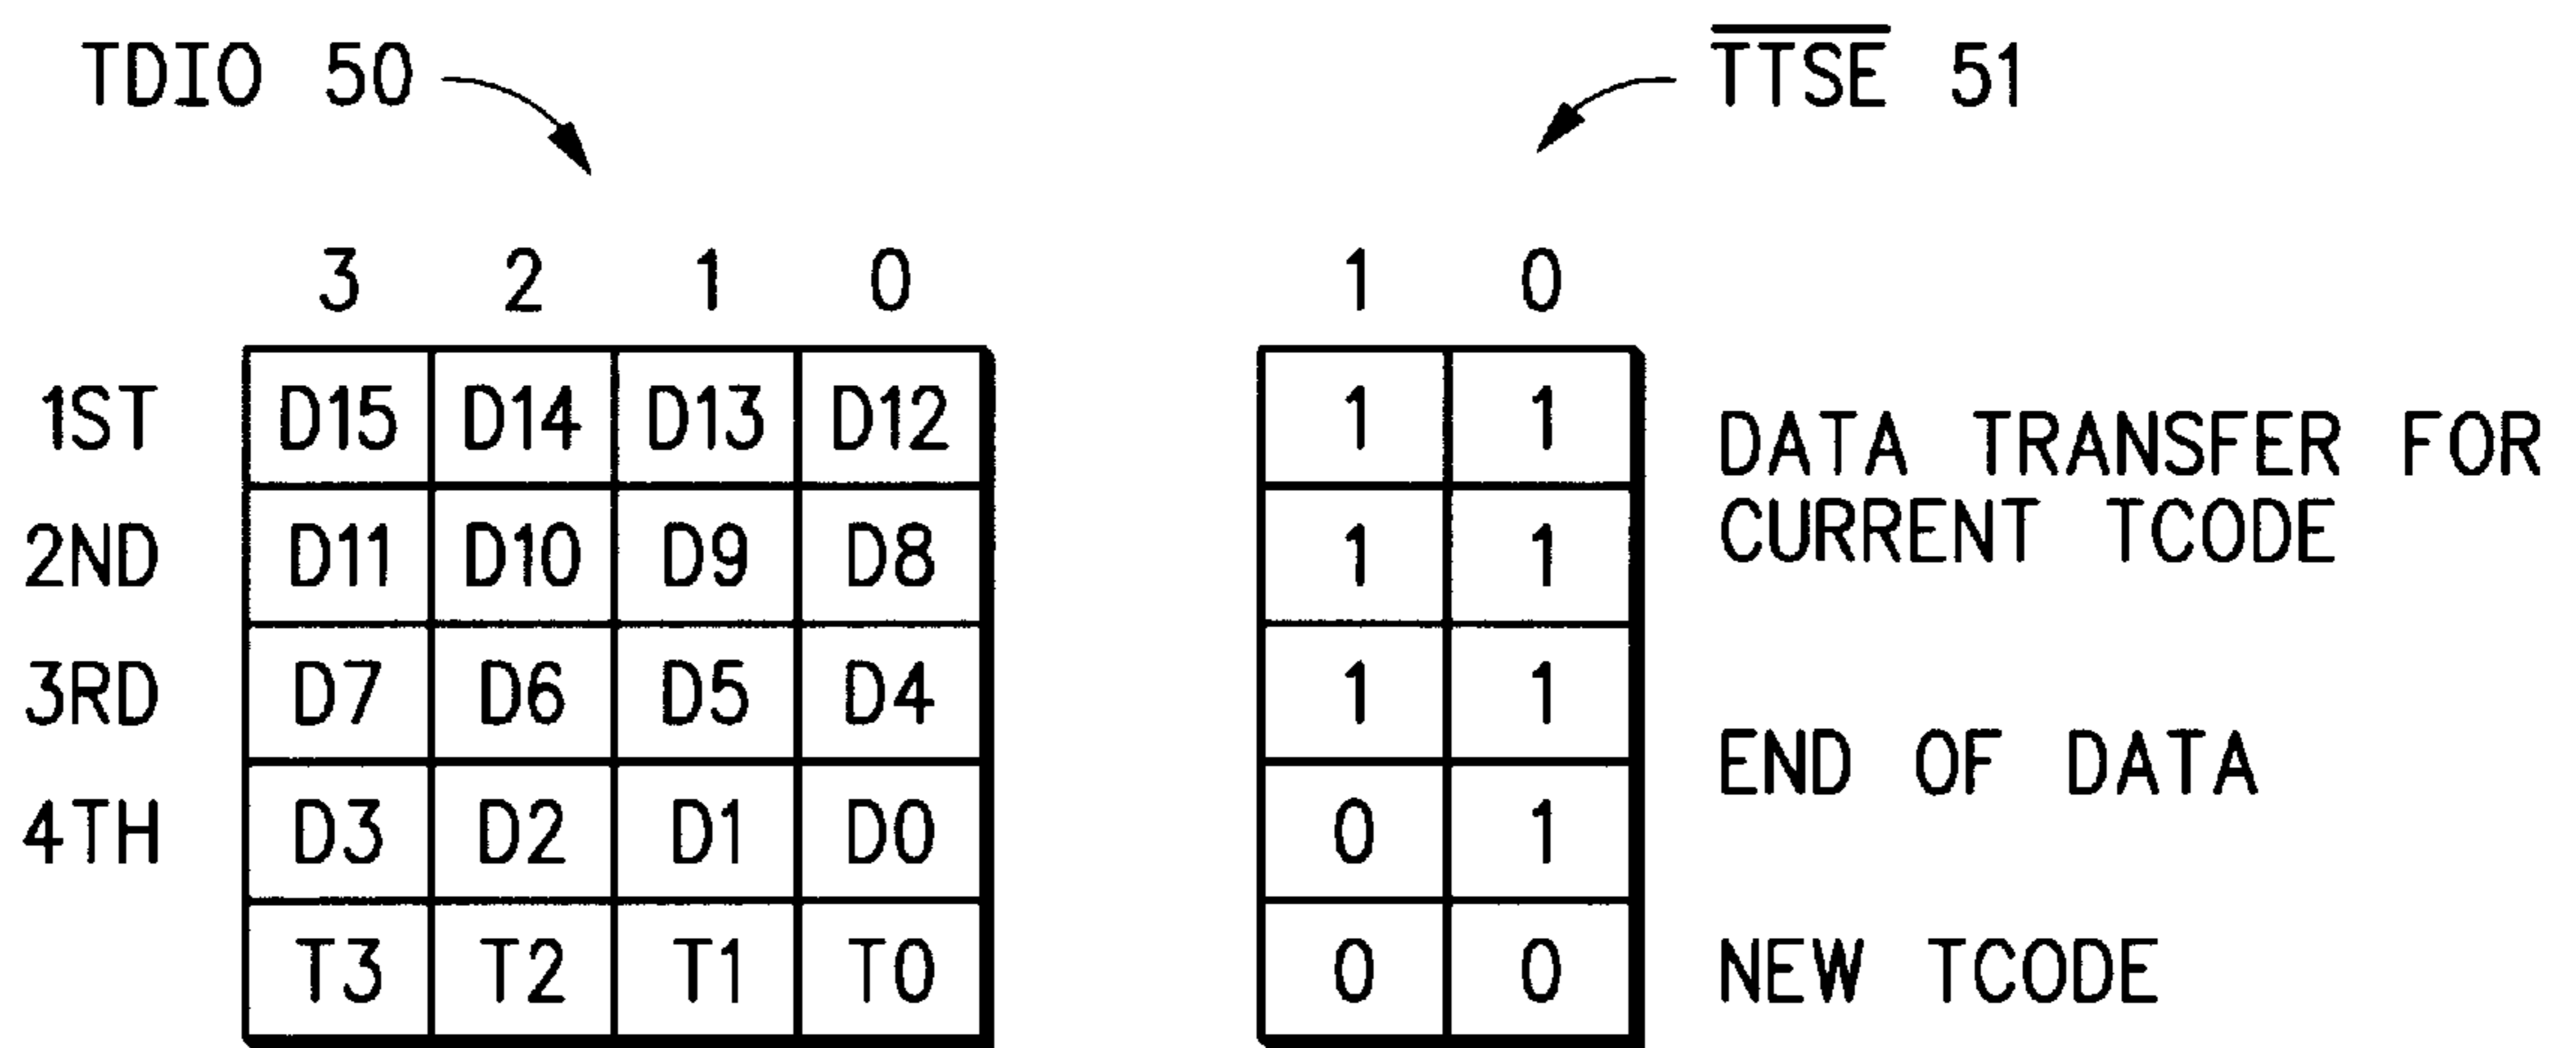 TDIO 50 TTSE 51
3 2 1 0 1 0
1ST D15 D14 D13 D12 1 1 DATA TRANSFER FOR
2ND D11 D10 D9 D8 1 1 CURRENT TCODE
3RD D7 D6 D5 D4 1 1
END OF DATA
4TH D3 D2 D1 D0 0 1
T3 T2 T1 T0 0 0 NEW TCODE